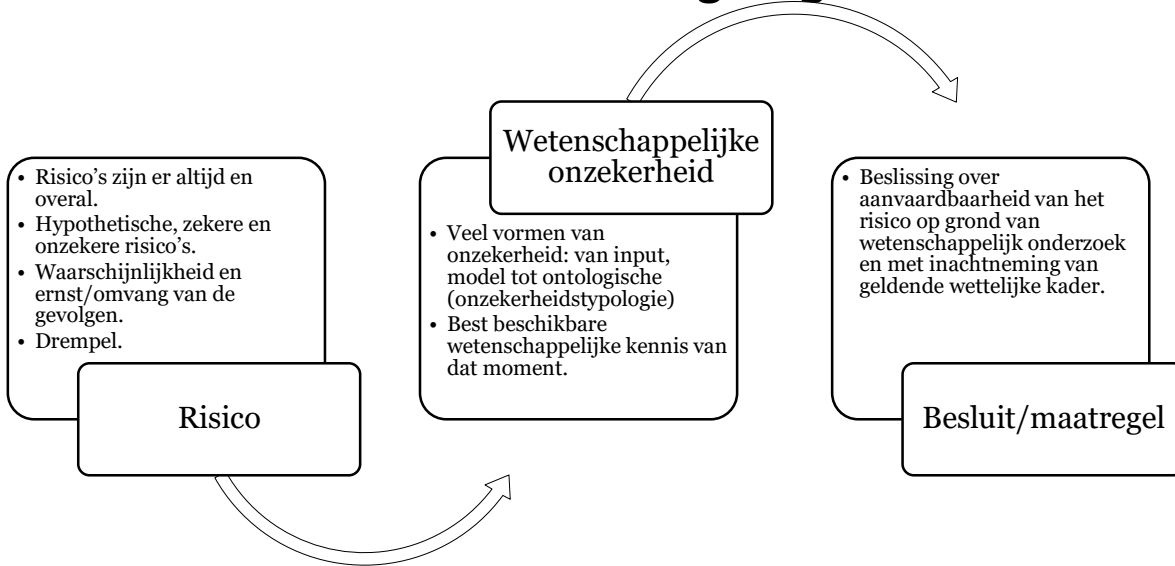 • Risico’s zijn er altijd en
overal.
• Hypothetische, zekere en
onzekere risico’s.
• Waarschijnlijkheid en
ernst/omvang van de
gevolgen.
• Drempel.
Risico
Wetenschappelijke
onzekerheid
• Veel vormen van
onzekerheid: van input,
model tot ontologische
(onzekerheidstypologie)
• Best beschikbare
wetenschappelijke kennis van
dat moment.
• Beslissing over
aanvaardbaarheid van het
risico op grond van
wetenschappelijk onderzoek
en met inachtneming van
geldende wettelijke kader.
Besluit/maatregel